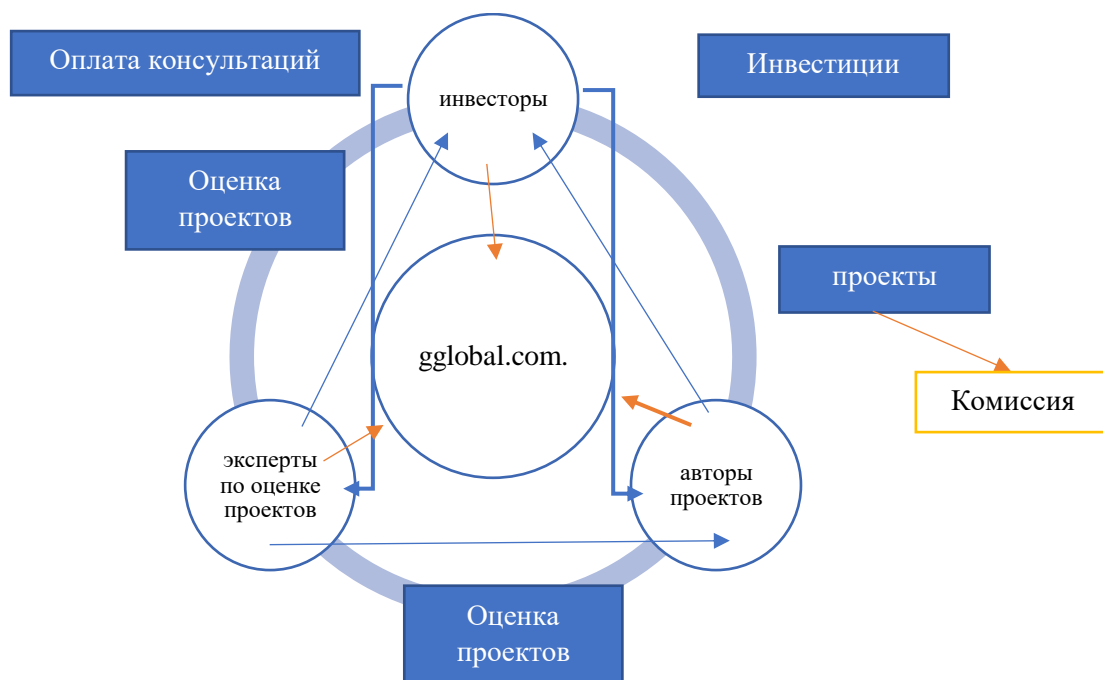 Оплата консультаций
инвесторы
Инвестиции
Оценка
проектов
проекты
gglobal.com.
Комиссия
эксперты
по оценке
проектов
авторы
проектов
Оценка
проектов